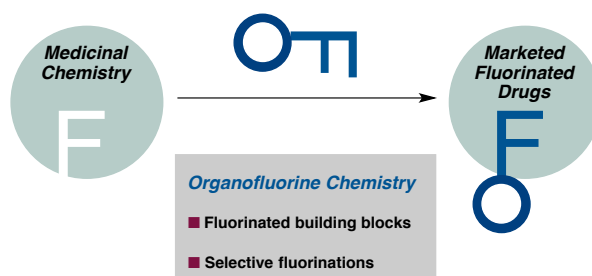 Medicinal
Chemistry
F
F
Marketed
Fluorinated
Drugs
F
Organofluorine Chemistry
Fluorinated building blocks
Selective fluorinations